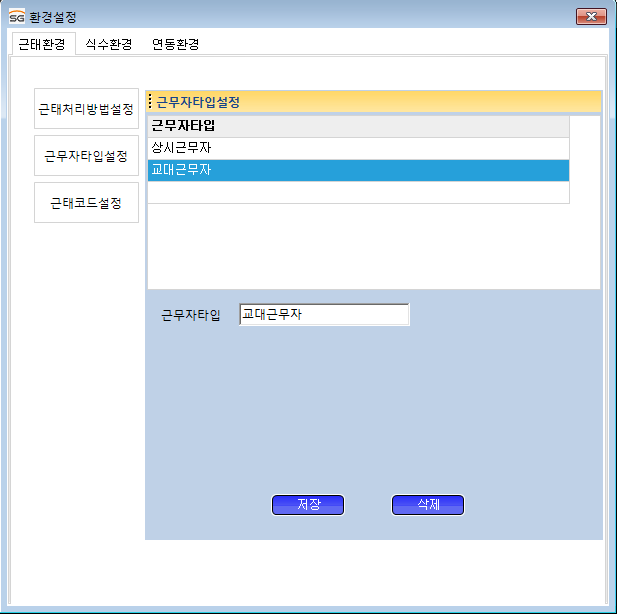 SG 환경설정
근태환경 식수환경 연동환경
근태처리방법설정
근무자타입설정
근태코드설정
근무자타입설정
근무자타입
상시근무자
교대근무자
근무자타입 교대근무자
저장 삭제